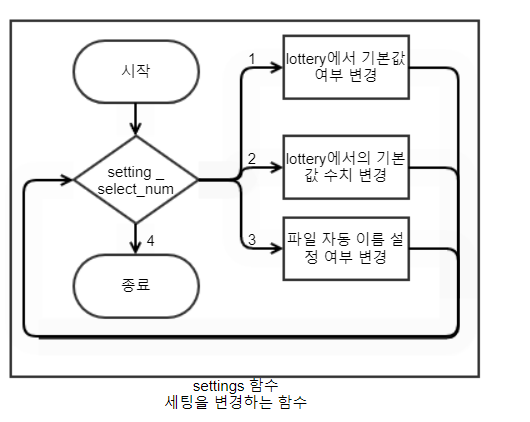 시작
setting _
select_num
1
lottery에서 기본값
여부 변경
2
lottery에서의 기본
값 수치 변경
3
파일 자동 이름 설
정 여부 변경
4
종료
settings 함수
세팅을 변경하는 함수